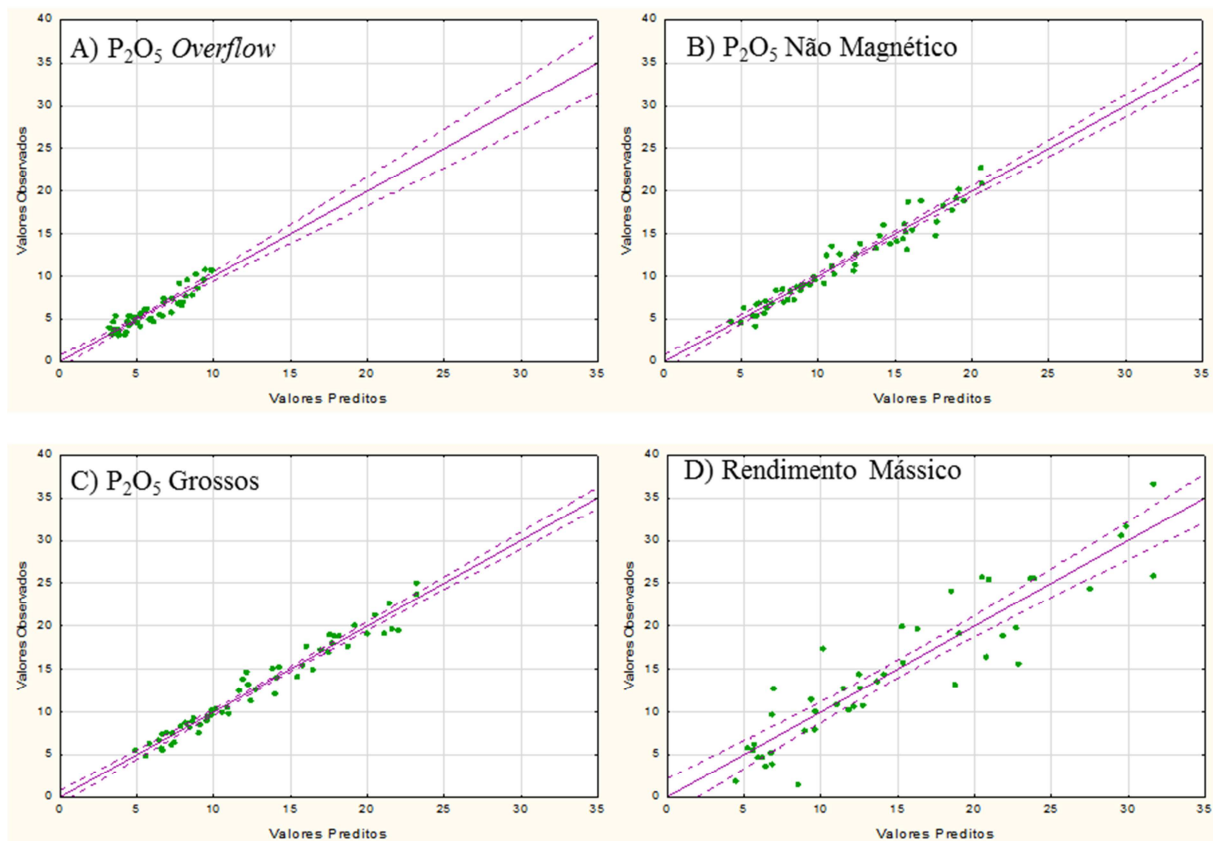 A) P₂O₅ Overflow
Valores Observados
40
35
30
25
20
15
10
5
0
0 5 10 15 20 25 30 35
Valores Preditos
B) P₂O₅ Não Magnético
Valores Observados
40
35
30
25
20
15
10
5
0
0 5 10 15 20 25 30 35
Valores Preditos
C) P₂O₅ Grossos
Valores Observados
40
35
30
25
20
15
10
5
0
0 5 10 15 20 25 30 35
Valores Preditos
D) Rendimento Mássico
Valores Observados
40
35
30
25
20
15
10
5
0
0 5 10 15 20 25 30 35
Valores Preditos